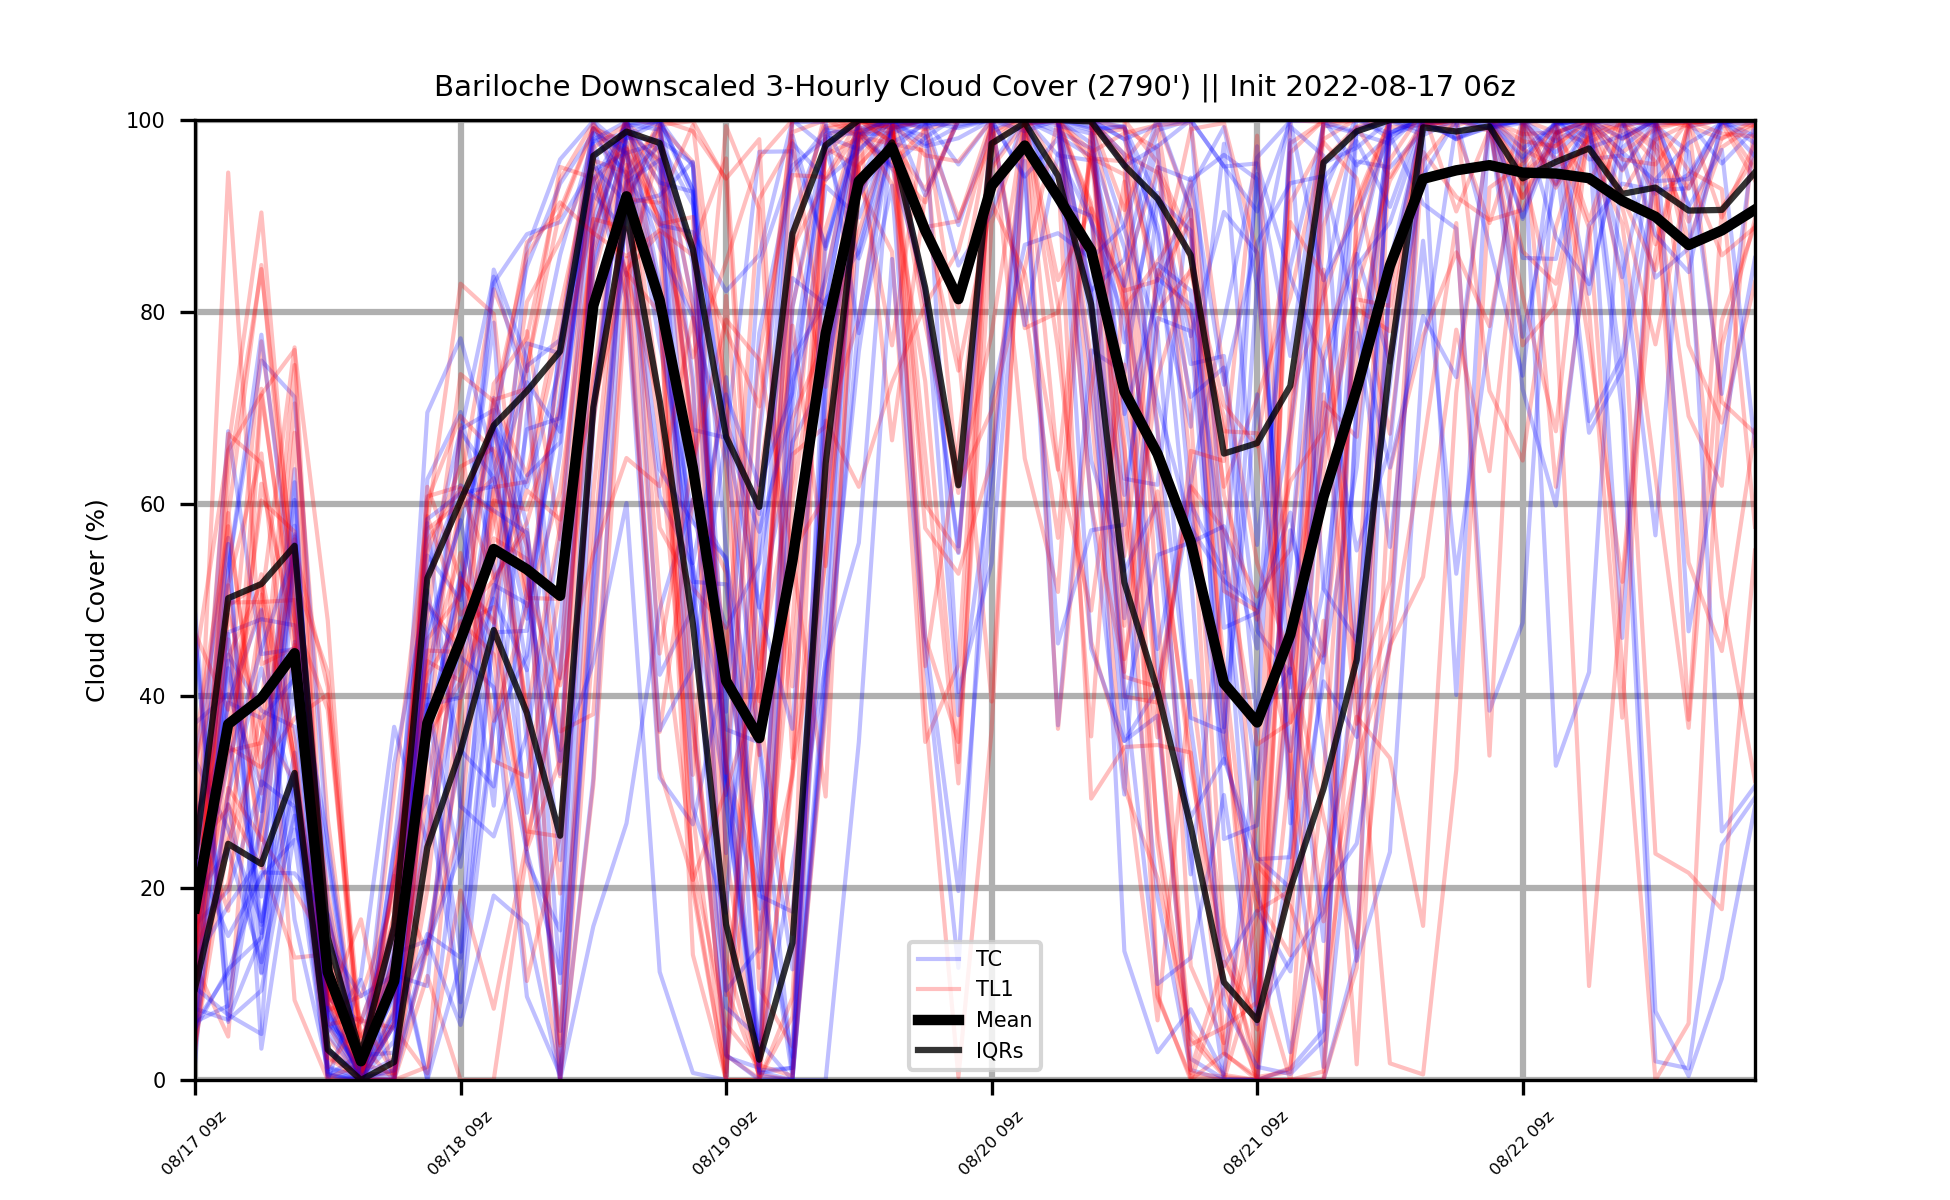 Bariloche Downscaled 3-Hourly Cloud Cover (2790') || Init 2022-08-17 06z
Cloud Cover (%)
100
80
60
40
20
0
TC
TL1
Mean
IQRs
08/17 09z
08/18 09z
08/19 09z
08/20 09z
08/21 09z
08/22 09z